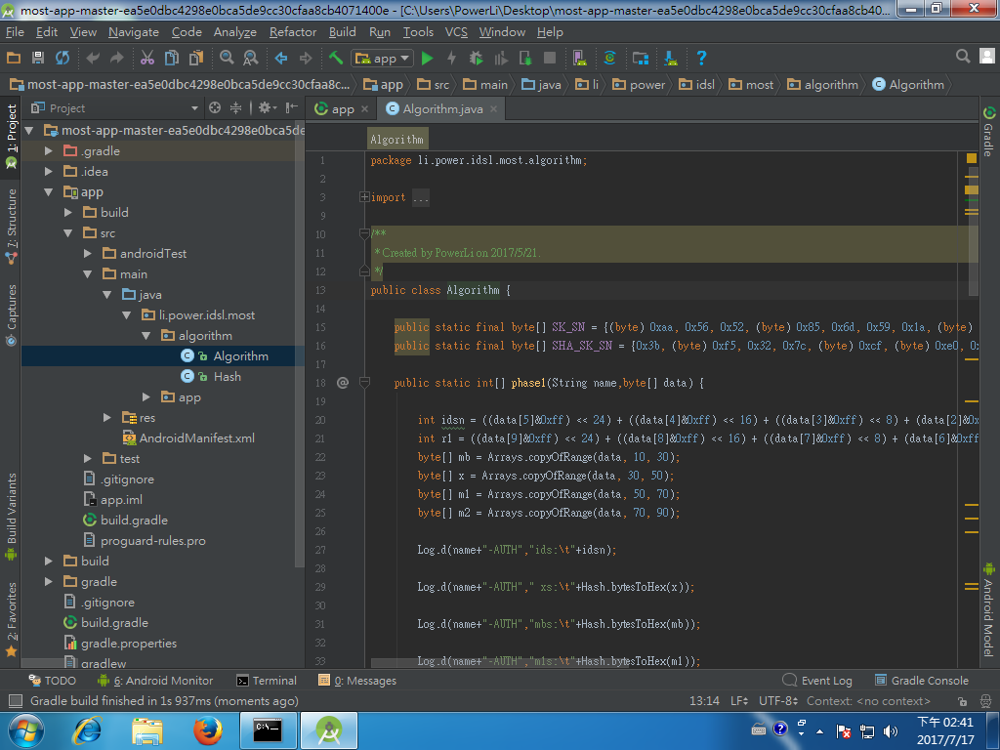 most-app-master-ea5e0dbc4298e0bca5de9cc30cfaa8cb4071400e - [C:\Users\PowerLi\Desktop\most-app-master-ea5e0dbc4298e0bca5de9cc30cfaa8cb40...
File Edit View Navigate Code Analyze Refactor Build Run Tools VCS Window Help
app
most-app-master-ea5e0dbc4298e0bca5de9cc30cfaa8c... app src main java li power idsl most algorithm Algorithm
Project
app
Algorithm.java
1: Project
7: Structure
Captures
Build Variants
2: Favorites
most-app-master-ea5e0dbc4298e0bca5de
.gradle
.idea
app
build
src
androidTest
main
java
li.power.idsl.most
algorithm
Algorithm
Hash
app
res
AndroidManifest.xml
test
.gitignore
app.iml
build.gradle
proguard-rules.pro
build
gradle
.gitignore
build.gradle
gradle.properties
gradlew
Algorithm
1 package li.power.idsl.most.algorithm;
2
3 import ...
9
10 /**
11 * Created by PowerLi on 2017/5/21.
12 */
13 public class Algorithm {
14
15 public static final byte[] SK_SN = {(byte) 0xaa, 0x56, 0x52, (byte) 0x85, 0x6d, 0x59, 0x1a, (byte)
16 public static final byte[] SHA_SK_SN = {0x3b, (byte) 0xf5, 0x32, 0x7c, (byte) 0xcf, (byte) 0xe0, 0x
17
18 @ public static int[] phase1(String name,byte[] data) {
19
20 int idsn = ((data[5]&0xff) << 24) + ((data[4]&0xff) << 16) + ((data[3]&0xff) << 8) + (data[2]&0x
21 int r1 = ((data[9]&0xff) << 24) + ((data[8]&0xff) << 16) + ((data[7]&0xff) << 8) + (data[6]&0xff
22 byte[] mb = Arrays.copyOfRange(data, 10, 30);
23 byte[] x = Arrays.copyOfRange(data, 30, 50);
24 byte[] m1 = Arrays.copyOfRange(data, 50, 70);
25 byte[] m2 = Arrays.copyOfRange(data, 70, 90);
26
27 Log.d(name+"-AUTH","ids:\t"+idsn);
28
29 Log.d(name+"-AUTH"," xs:\t"+Hash.bytesToHex(x));
30
31 Log.d(name+"-AUTH","mbs:\t"+Hash.bytesToHex(mb));
32
33 Log.d(name+"-AUTH","m1s:\t"+Hash.bytesToHex(m1));
Gradle
Android Model
TODO 6: Android Monitor Terminal 0: Messages Event Log Gradle Console
Gradle build finished in 1s 937ms (moments ago) 13:14 LF UTF-8 Context: <no context>
C:\_
下午 02:41
2017/7/17